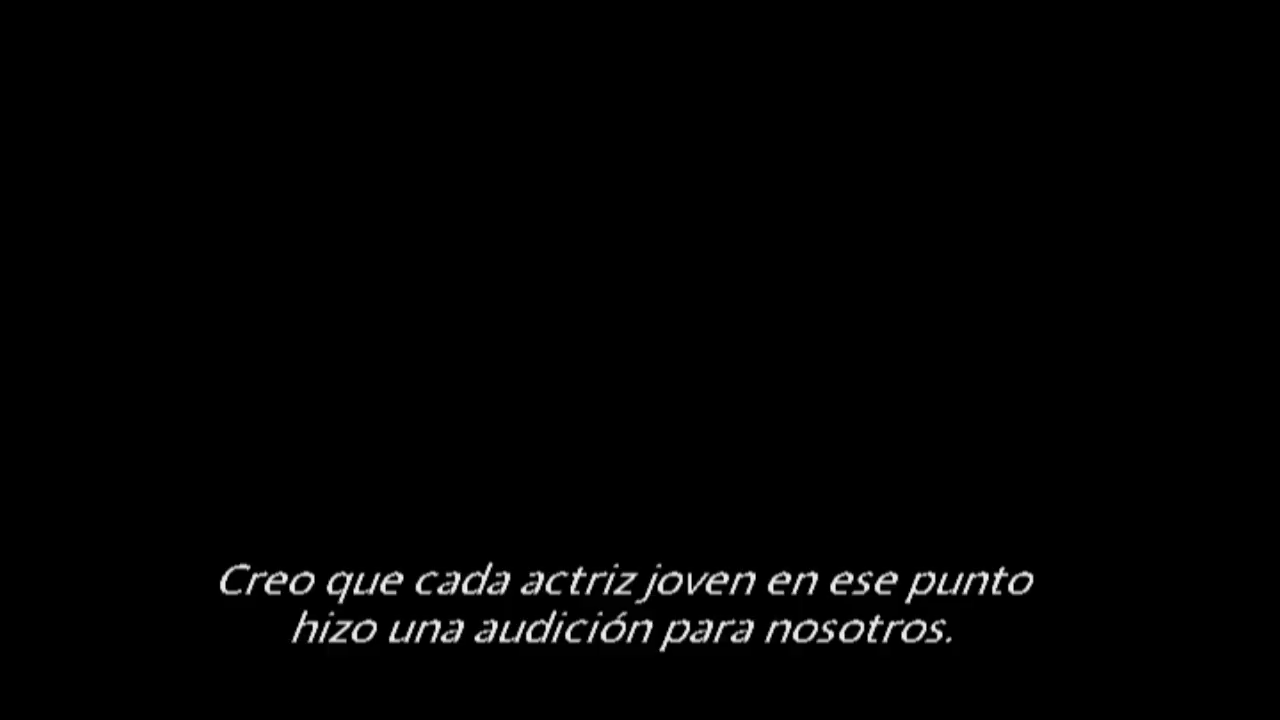 Creo que cada actriz joven en ese punto
hizo una audición para nosotros.